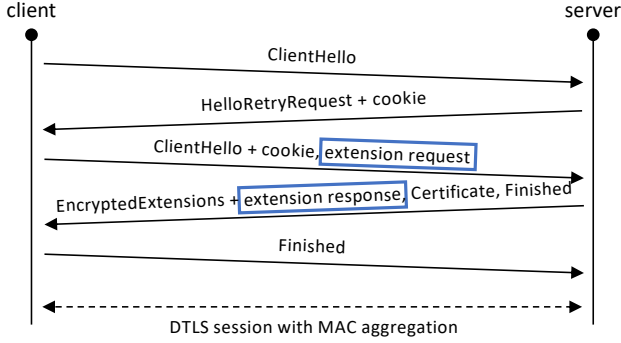 client
server
ClientHello
HelloRetryRequest + cookie
ClientHello + cookie, extension request
EncryptedExtensions + extension response, Certificate, Finished
Finished
DTLS session with MAC aggregation